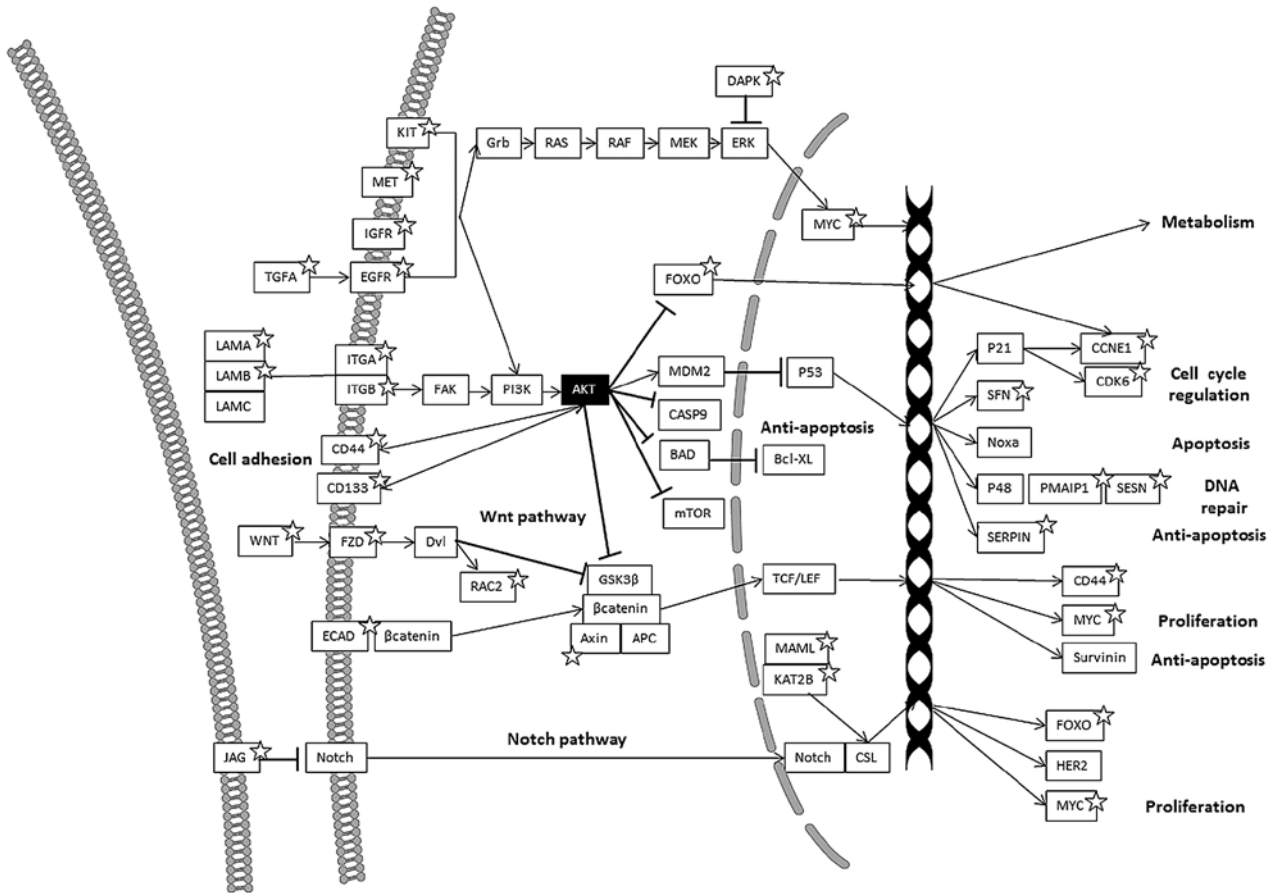 DAPK
KIT
Grb
RAS
RAF
MEK
ERK
MET
IGFR
MYC
Metabolism
TGFA
EGFR
FOXO
LAMA
LAMB
LAMC
ITGA
ITGB
FAK
PI3K
AKT
MDM2
P53
P21
CCNE1
CDK6
Cell cycle
regulation
SFN
CASP9
Anti-apoptosis
Cell adhesion
CD44
BAD
Bcl-XL
Noxa
Apoptosis
CD133
mTOR
P48
PMAIP1
SESN
DNA
repair
Wnt pathway
WNT
FZD
Dvl
SERPIN
Anti-apoptosis
RAC2
GSK3β
TCF/LEF
CD44
βcatenin
MYC
Proliferation
ECAD
βcatenin
Axin
APC
MAML
KAT2B
Survinin
Anti-apoptosis
FOXO
Notch pathway
JAG
Notch
Notch
CSL
HER2
MYC
Proliferation